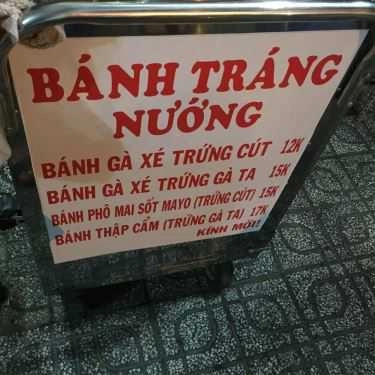 BÁNH TRÁNG
NƯỚNG
BÁNH GÀ XÉ TRỨNG CÚT 12K
BÁNH GÀ XÉ TRỨNG GÀ TA 15K
BÁNH PHÔ MAI SỐT MAYO (TRỨNG CÚT) 15K
BÁNH THẬP CẨM (TRỨNG GÀ TA) 17K
KÍNH MỜI!